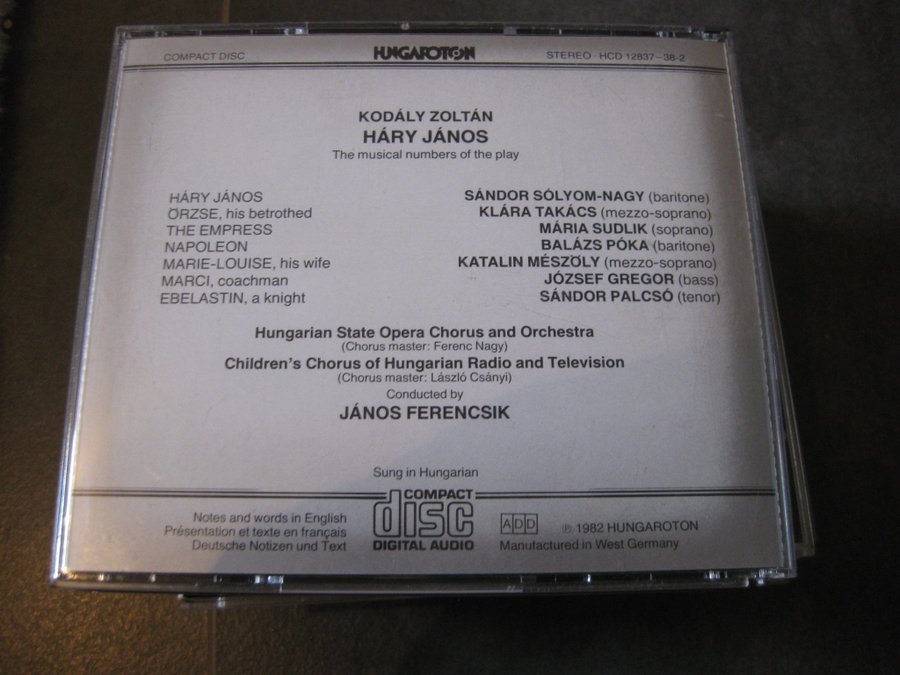 COMPACT DISC
HUNGAROTON
STEREO · HCD 12837–38-2
KODÁLY ZOLTÁN
HÁRY JÁNOS
The musical numbers of the play
HÁRY JÁNOS SÁNDOR SÓLYOM-NAGY (baritone)
ÖRZSE, his betrothed KLÁRA TAKÁCS (mezzo-soprano)
THE EMPRESS MÁRIA SUDLIK (soprano)
NAPOLEON BALÁZS PÓKA (baritone)
MARIE-LOUISE, his wife KATALIN MÉSZÖLY (mezzo-soprano)
MARCI, coachman JÓZSEF GREGOR (bass)
EBELASTIN, a knight SÁNDOR PALCSÓ (tenor)
Hungarian State Opera Chorus and Orchestra
(Chorus master: Ferenc Nagy)
Children's Chorus of Hungarian Radio and Television
(Chorus master: László Csányi)
Conducted by
JÁNOS FERENCSIK
Sung in Hungarian
Notes and words in English
Présentation et texte en français
Deutsche Notizen und Text
COMPACT
disc
DIGITAL AUDIO
ADD
℗ 1982 HUNGAROTON
Manufactured in West Germany